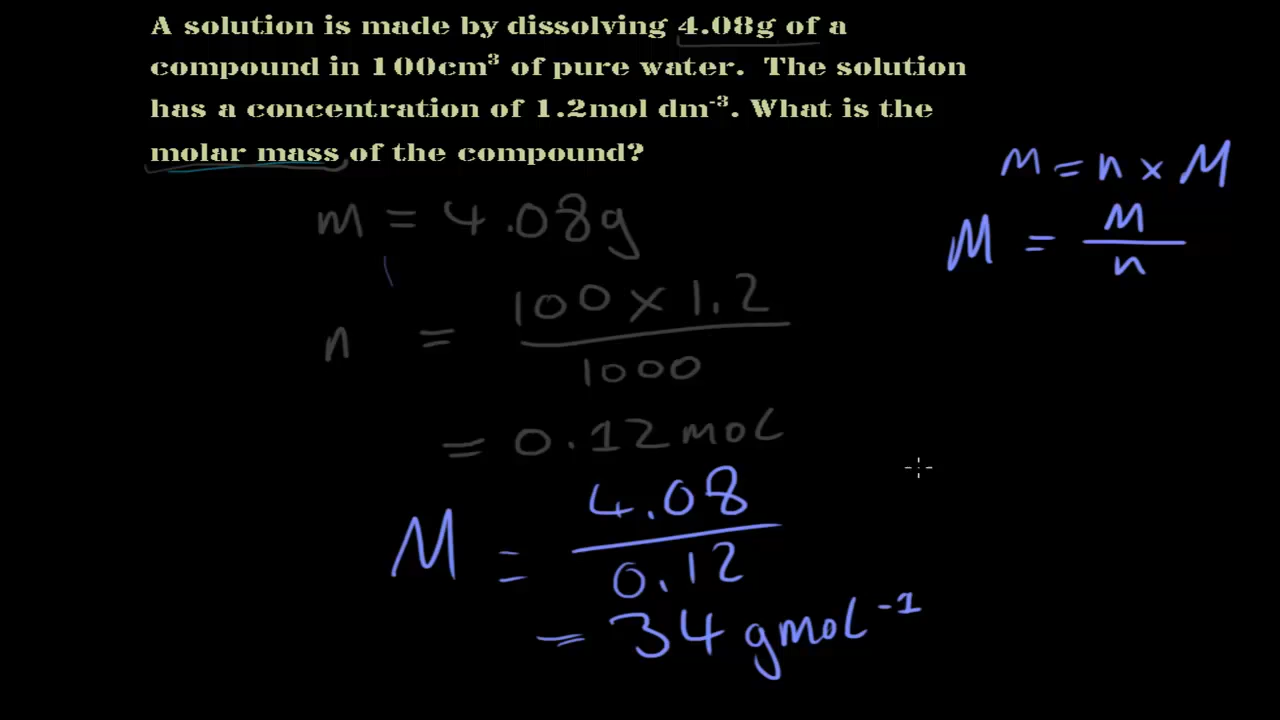 A solution is made by dissolving 4.08g of a
compound in 100cm³ of pure water. The solution
has a concentration of 1.2mol dm⁻³. What is the
molar mass of the compound?
m = n × M
M = m / n
m = 4.08g
n = 100 × 1.2 / 1000
= 0.12 mol
M = 4.08 / 0.12
= 34 gmol⁻¹